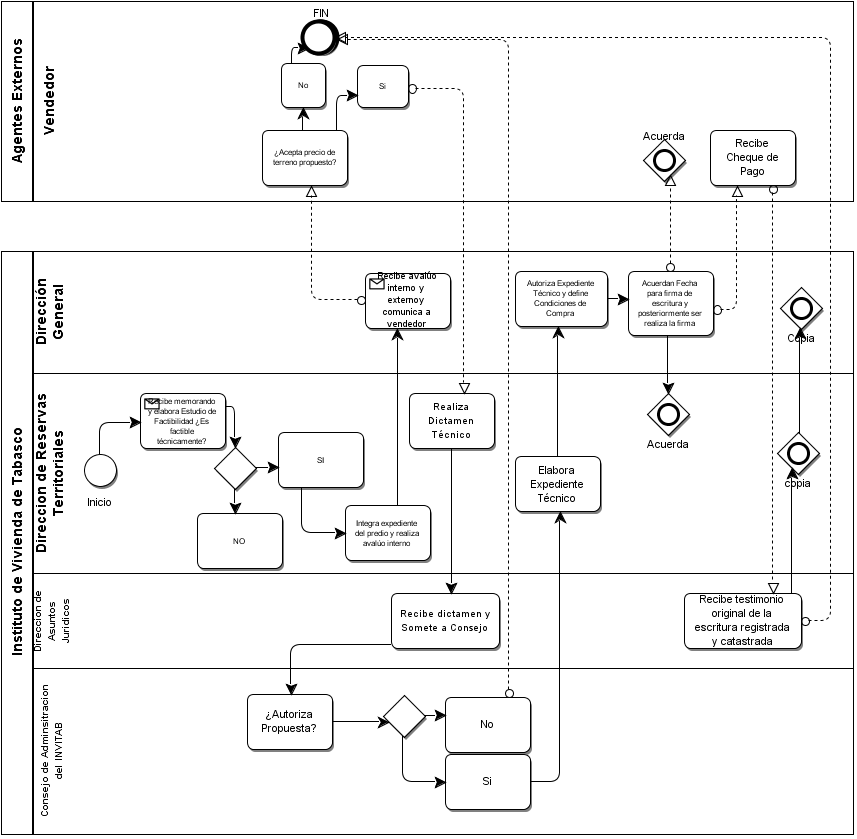 Agentes Externos
Vendedor
FIN
No
Si
¿Acepta precio de
terreno propuesto?
Acuerda
Recibe
Cheque de
Pago
Instituto de Vivienda de Tabasco
Dirección
General
Recibe avalúo
interno y
externoy
comunica a
vendedor
Autoriza Expediente
Técnico y define
Condiciones de
Compra
Acuerdan Fecha
para firma de
escritura y
posteriormente ser
realiza la firma
Copia
Direccion de Reservas
Territoriales
Inicio
Recibe memorando
y elabora Estudio de
Factibilidad ¿Es
factible
técnicamente?
SI
NO
Integra expediente
del predio y realiza
avalúo interno
Realiza
Dictamen
Técnico
Elabora
Expediente
Técnico
Acuerda
copia
Direccion de
Asuntos
Juridicos
Recibe dictamen y
Somete a Consejo
Recibe testimonio
original de la
escritura registrada
y catastrada
Consejo de Adminsitracion
del INVITAB
¿Autoriza
Propuesta?
No
Si